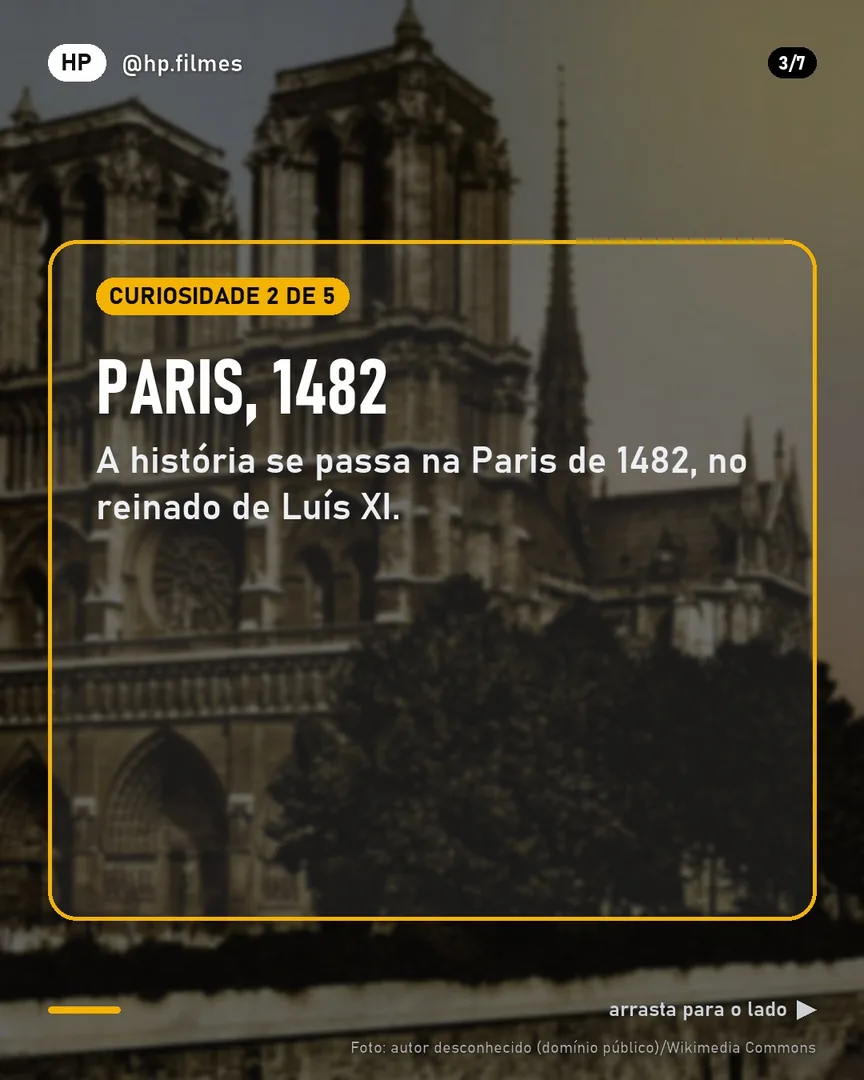 HP @hp.filmes
3/7
CURIOSIDADE 2 DE 5
PARIS, 1482
A história se passa na Paris de 1482, no
reinado de Luís XI.
arrasta para o lado ▶
Foto: autor desconhecido (domínio público)/Wikimedia Commons